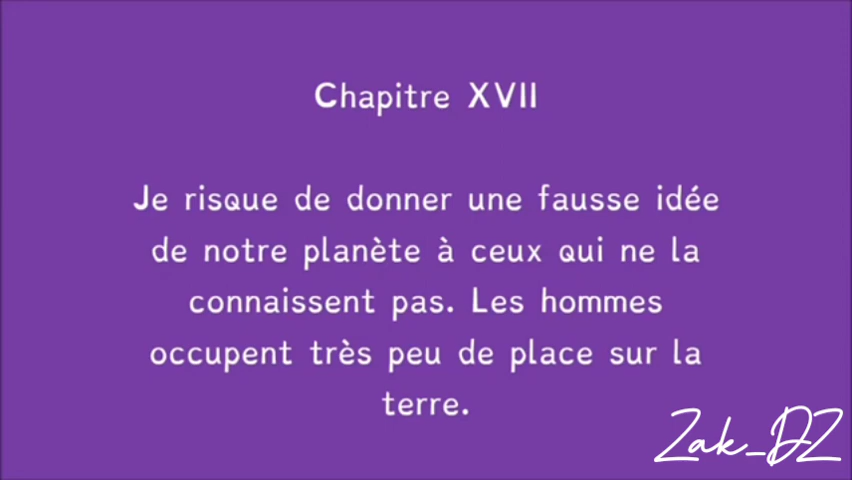 Chapitre XVII
Je risque de donner une fausse idée
de notre planète à ceux qui ne la
connaissent pas. Les hommes
occupent très peu de place sur la
terre.
Zak_DZ